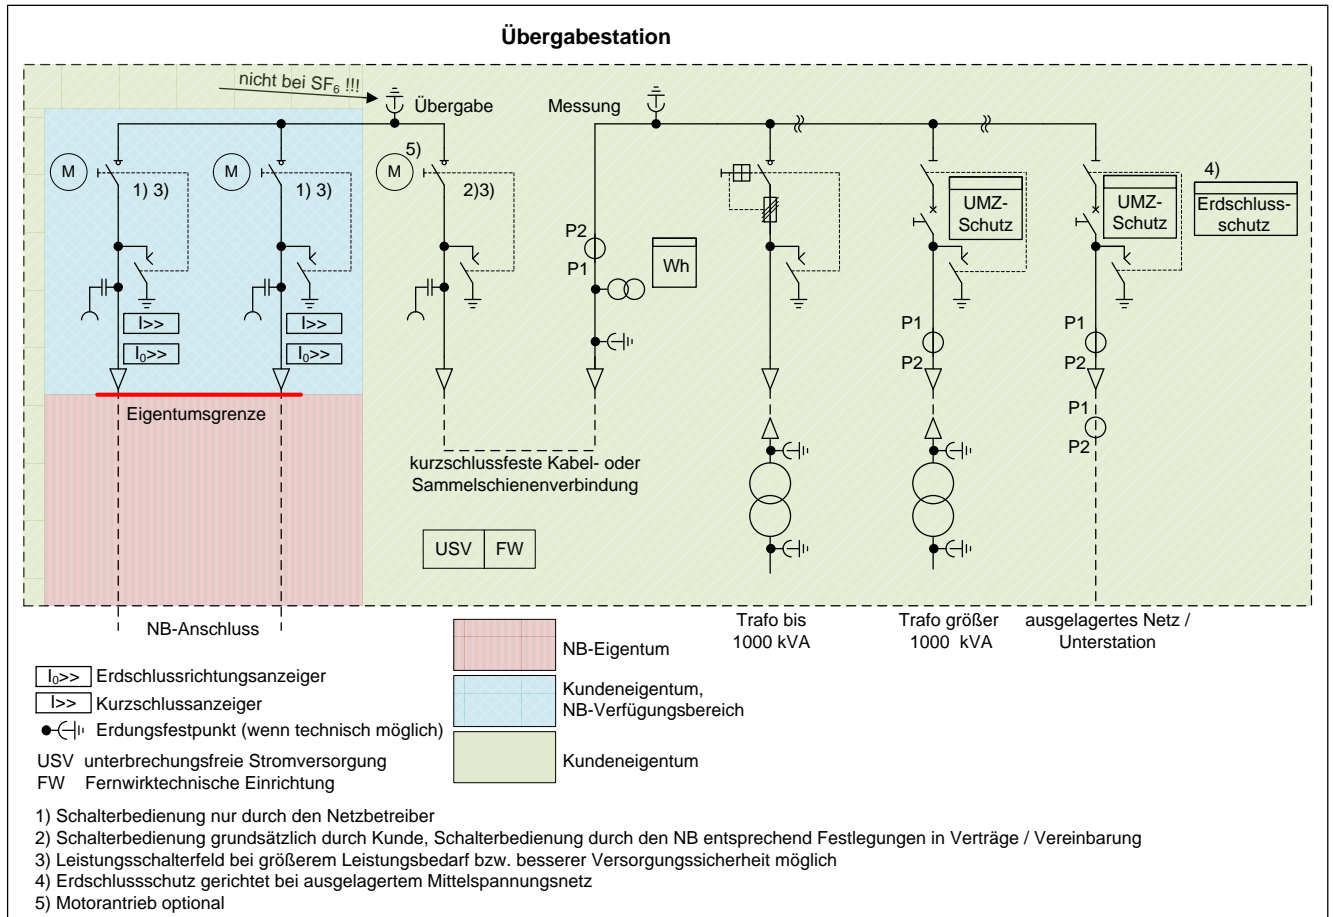 Übergabestation
nicht bei SF₆ !!!
Übergabe
Messung
M
M
M
5)
1) 3)
1) 3)
2)3)
4)
UMZ-
Schutz
UMZ-
Schutz
Erdschluss-
schutz
P2
P1
Wh
I>>
I>>
I₀>>
I₀>>
P1
P2
P1
P2
P1
P2
Eigentumsgrenze
kurzschlussfeste Kabel- oder
Sammelschienenverbindung
USV
FW
NB-Anschluss
Trafo bis
1000 kVA
Trafo größer
1000 kVA
ausgelagertes Netz /
Unterstation
NB-Eigentum
Kundeneigentum,
NB-Verfügungsbereich
Kundeneigentum
I₀>> Erdschlussrichtungsanzeiger
I>> Kurzschlussanzeiger
Erdungsfestpunkt (wenn technisch möglich)
USV unterbrechungsfreie Stromversorgung
FW Fernwirktechnische Einrichtung
1) Schalterbedienung nur durch den Netzbetreiber
2) Schalterbedienung grundsätzlich durch Kunde, Schalterbedienung durch den NB entsprechend Festlegungen in Verträge / Vereinbarung
3) Leistungsschalterfeld bei größerem Leistungsbedarf bzw. besserer Versorgungssicherheit möglich
4) Erdschlussschutz gerichtet bei ausgelagertem Mittelspannungsnetz
5) Motorantrieb optional